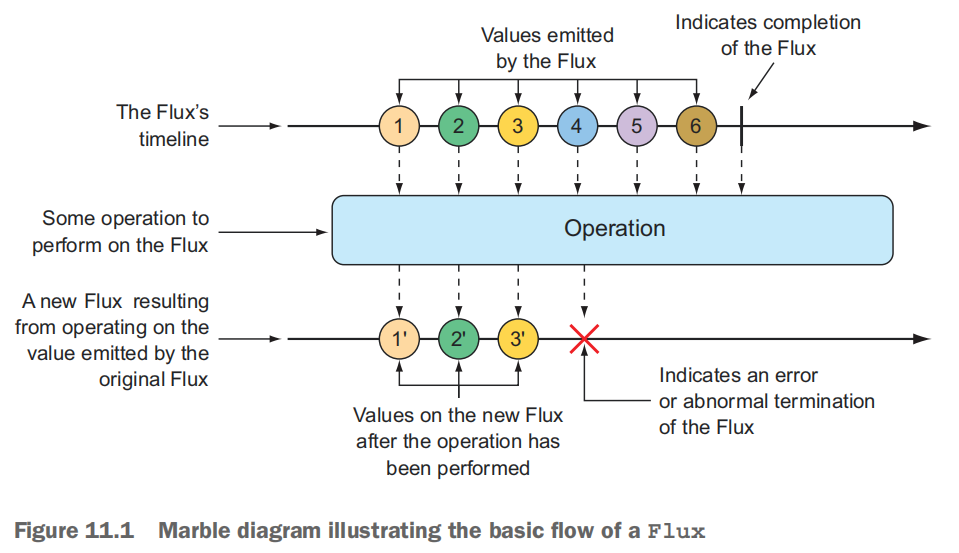 Values emitted
by the Flux
Indicates completion
of the Flux
The Flux's
timeline
1 2 3 4 5 6
Some operation to
perform on the Flux
Operation
A new Flux resulting
from operating on the
value emitted by the
original Flux
1' 2' 3'
Values on the new Flux
after the operation has
been performed
Indicates an error
or abnormal termination
of the Flux
Figure 11.1 Marble diagram illustrating the basic flow of a Flux